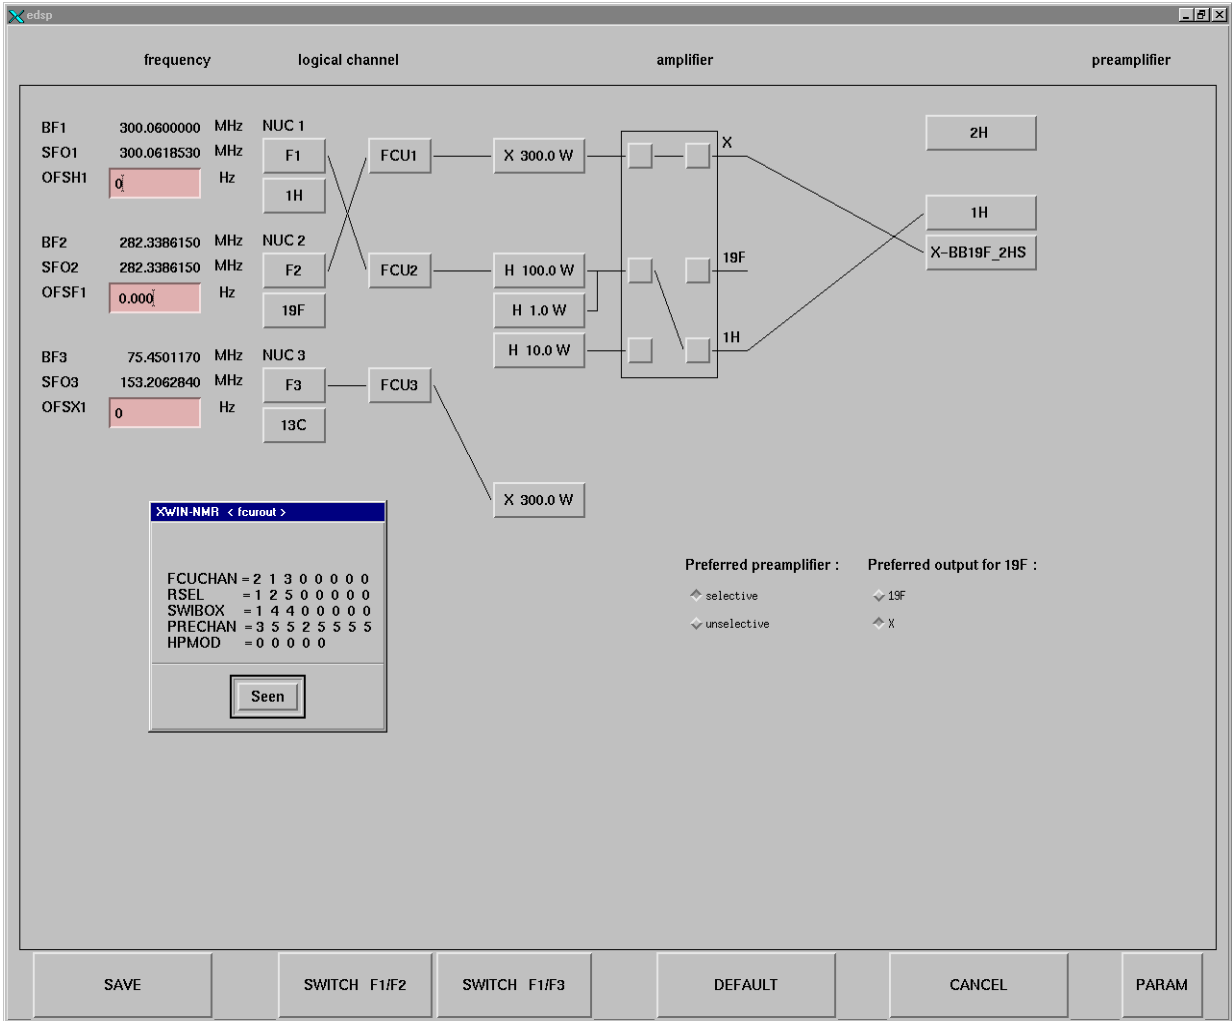 edsp
frequency logical channel amplifier preamplifier
BF1 300.0600000 MHz NUC 1
SFO1 300.0618530 MHz F1 FCU1 X 300.0 W X 2H
OFSH1 0 Hz
1H 1H
BF2 282.3386150 MHz NUC 2 X-BB19F_2HS
SFO2 282.3386150 MHz F2 FCU2 H 100.0 W 19F
OFSF1 0.000 Hz
19F H 1.0 W
BF3 75.4501170 MHz NUC 3 H 10.0 W 1H
SFO3 153.2062840 MHz F3 FCU3
OFSX1 0 Hz
13C
X 300.0 W
XWIN-NMR < fcurout >
FCUCHAN = 2 1 3 0 0 0 0 0
RSEL = 1 2 5 0 0 0 0 0
SWIBOX = 1 4 4 0 0 0 0 0
PRECHAN = 3 5 5 2 5 5 5 5
HPMOD = 0 0 0 0 0
Seen
Preferred preamplifier : Preferred output for 19F :
selective 19F
unselective X
SAVE SWITCH F1/F2 SWITCH F1/F3 DEFAULT CANCEL PARAM